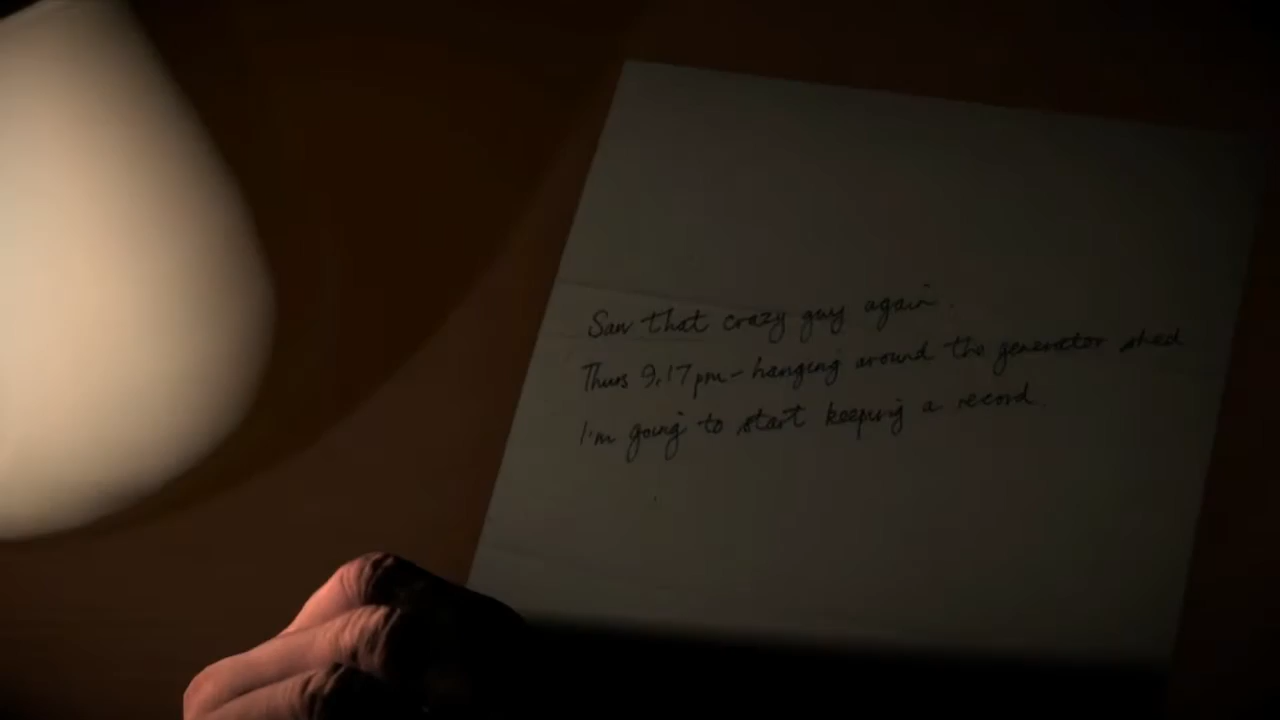 Saw that crazy guy again.
Thurs 9.17pm - hanging around the generator shed
I'm going to start keeping a record.